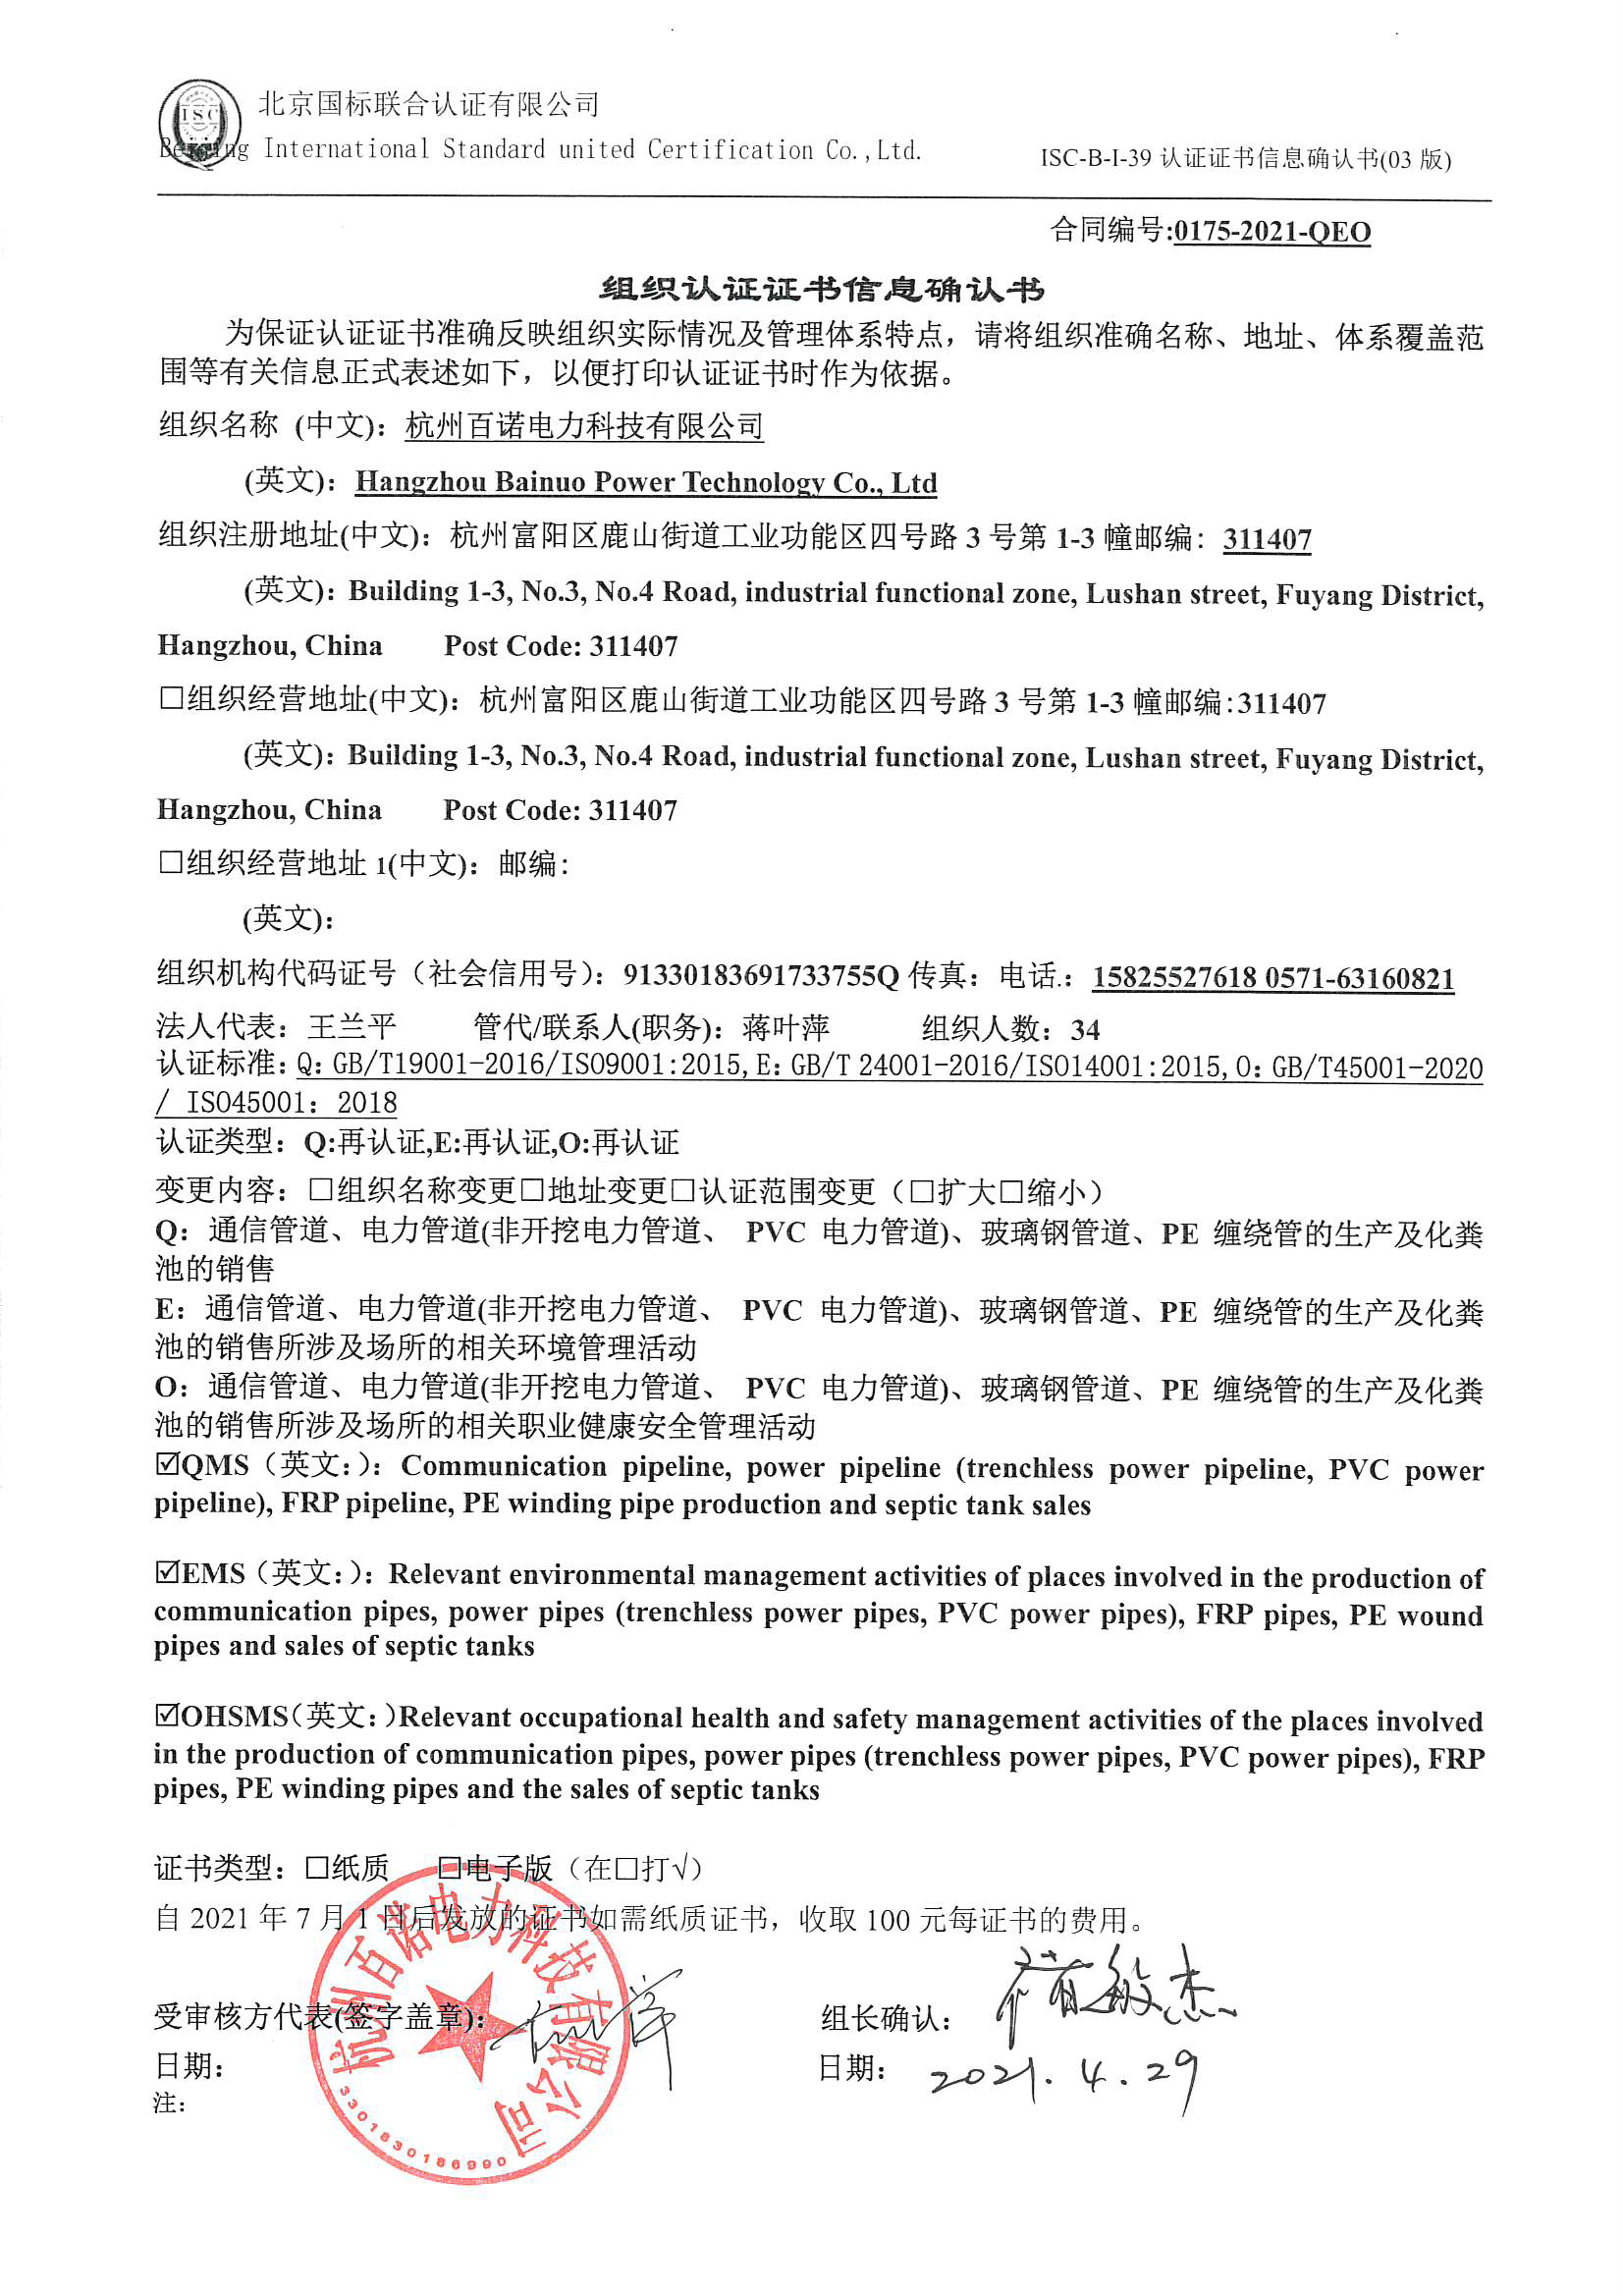 北京国标联合认证有限公司
Beijing International Standard united Certification Co.,Ltd.
ISC-B-I-39 认证证书信息确认书(03 版)
合同编号:0175-2021-QEO
组织认证证书信息确认书
为保证认证证书准确反映组织实际情况及管理体系特点，请将组织准确名称、地址、体系覆盖范
围等有关信息正式表述如下，以便打印认证证书时作为依据。
组织名称 (中文)：杭州百诺电力科技有限公司
(英文)：Hangzhou Bainuo Power Technology Co., Ltd
组织注册地址(中文)：杭州富阳区鹿山街道工业功能区四号路 3 号第 1-3 幢邮编：311407
(英文)：Building 1-3, No.3, No.4 Road, industrial functional zone, Lushan street, Fuyang District,
Hangzhou, China Post Code: 311407
□组织经营地址(中文)：杭州富阳区鹿山街道工业功能区四号路 3 号第 1-3 幢邮编:311407
(英文)：Building 1-3, No.3, No.4 Road, industrial functional zone, Lushan street, Fuyang District,
Hangzhou, China Post Code: 311407
□组织经营地址 1(中文)：邮编：
(英文)：
组织机构代码证号（社会信用号）：91330183691733755Q 传真： 电话.：15825527618 0571-63160821
法人代表：王兰平 管代/联系人(职务)：蒋叶萍 组织人数：34
认证标准：Q：GB/T19001-2016/ISO9001:2015,E：GB/T 24001-2016/ISO14001:2015,O：GB/T45001-2020
/ ISO45001：2018
认证类型：Q:再认证,E:再认证,O:再认证
变更内容：□组织名称变更□地址变更□认证范围变更（□扩大□缩小）
Q：通信管道、电力管道(非开挖电力管道、 PVC 电力管道)、玻璃钢管道、PE 缠绕管的生产及化粪
池的销售
E：通信管道、电力管道(非开挖电力管道、 PVC 电力管道)、玻璃钢管道、PE 缠绕管的生产及化粪
池的销售所涉及场所的相关环境管理活动
O：通信管道、电力管道(非开挖电力管道、 PVC 电力管道)、玻璃钢管道、PE 缠绕管的生产及化粪
池的销售所涉及场所的相关职业健康安全管理活动
☑QMS（英文：）：Communication pipeline, power pipeline (trenchless power pipeline, PVC power
pipeline), FRP pipeline, PE winding pipe production and septic tank sales
☑EMS（英文：）：Relevant environmental management activities of places involved in the production of
communication pipes, power pipes (trenchless power pipes, PVC power pipes), FRP pipes, PE wound
pipes and sales of septic tanks
☑OHSMS（英文：）Relevant occupational health and safety management activities of the places involved
in the production of communication pipes, power pipes (trenchless power pipes, PVC power pipes), FRP
pipes, PE winding pipes and the sales of septic tanks
证书类型：□纸质 □电子版（在□打√）
自 2021 年 7 月 1 日后发放的证书如需纸质证书，收取 100 元每证书的费用。
受审核方代表(签字盖章)：
组长确认：
日期：
日期：2021.4.29
注：
杭州百诺电力科技有限公司
3301830186990